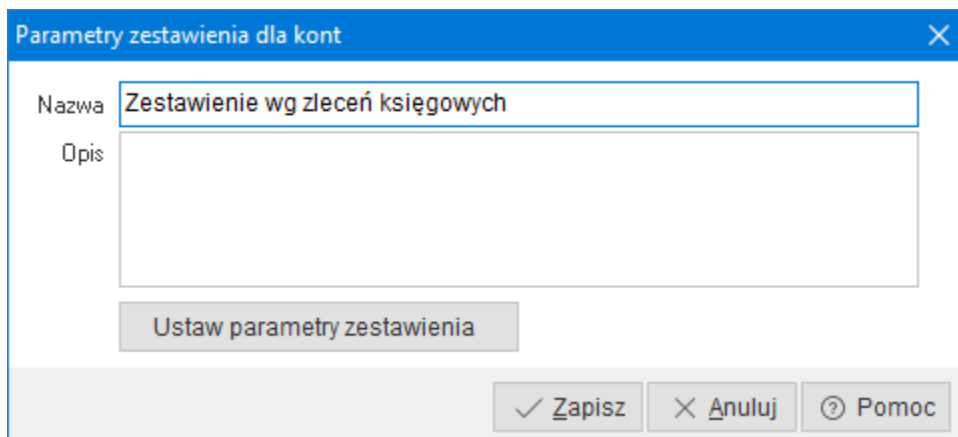 Parametry zestawienia dla kont
Nazwa Zestawienie wg zleceń księgowych
Opis
Ustaw parametry zestawienia
Zapisz Anuluj Pomoc